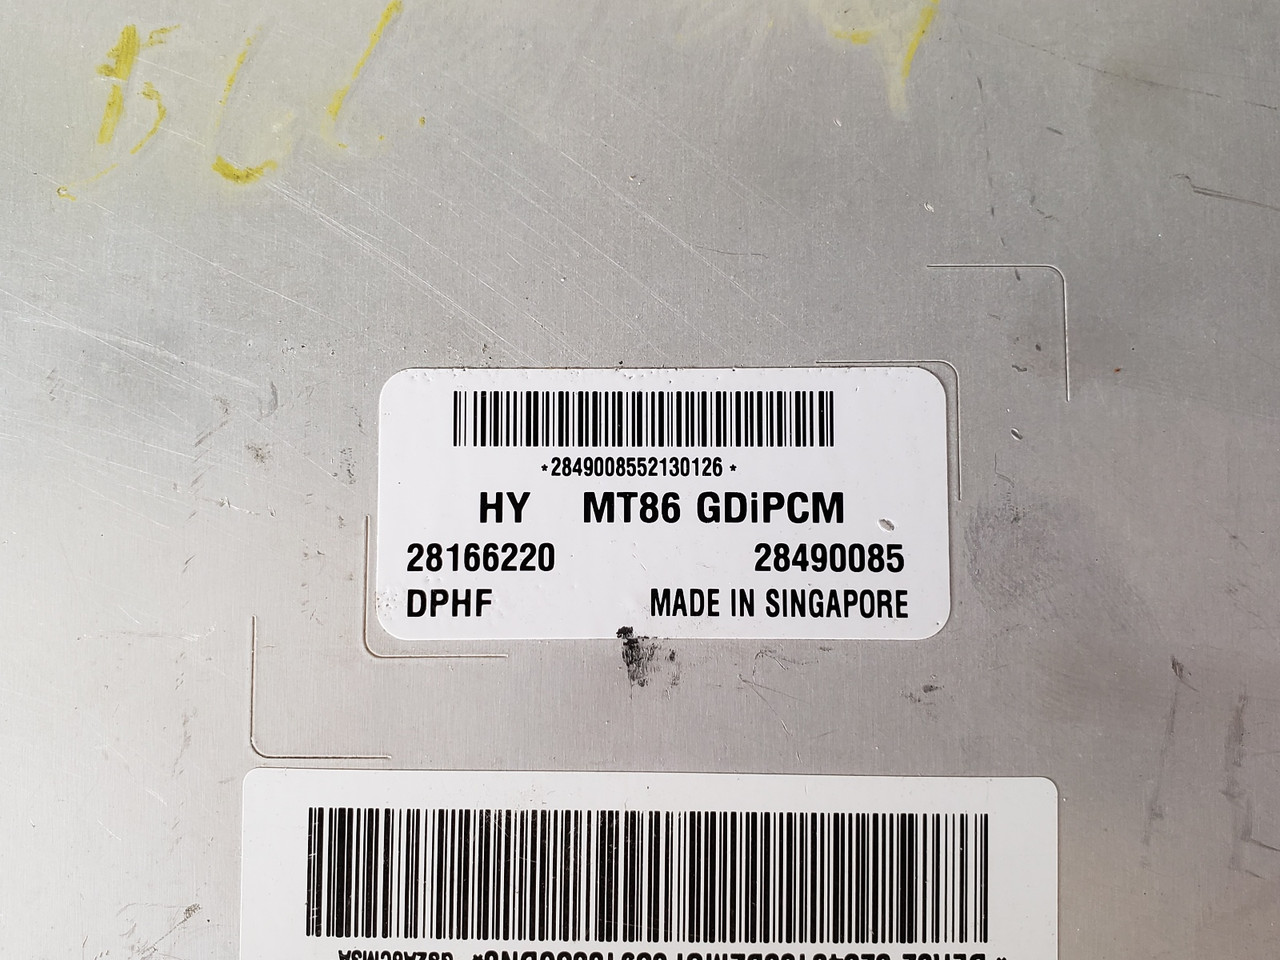 *2849008552130126 *
HY MT86 GDiPCM
28166220 28490085
DPHF MADE IN SINGAPORE